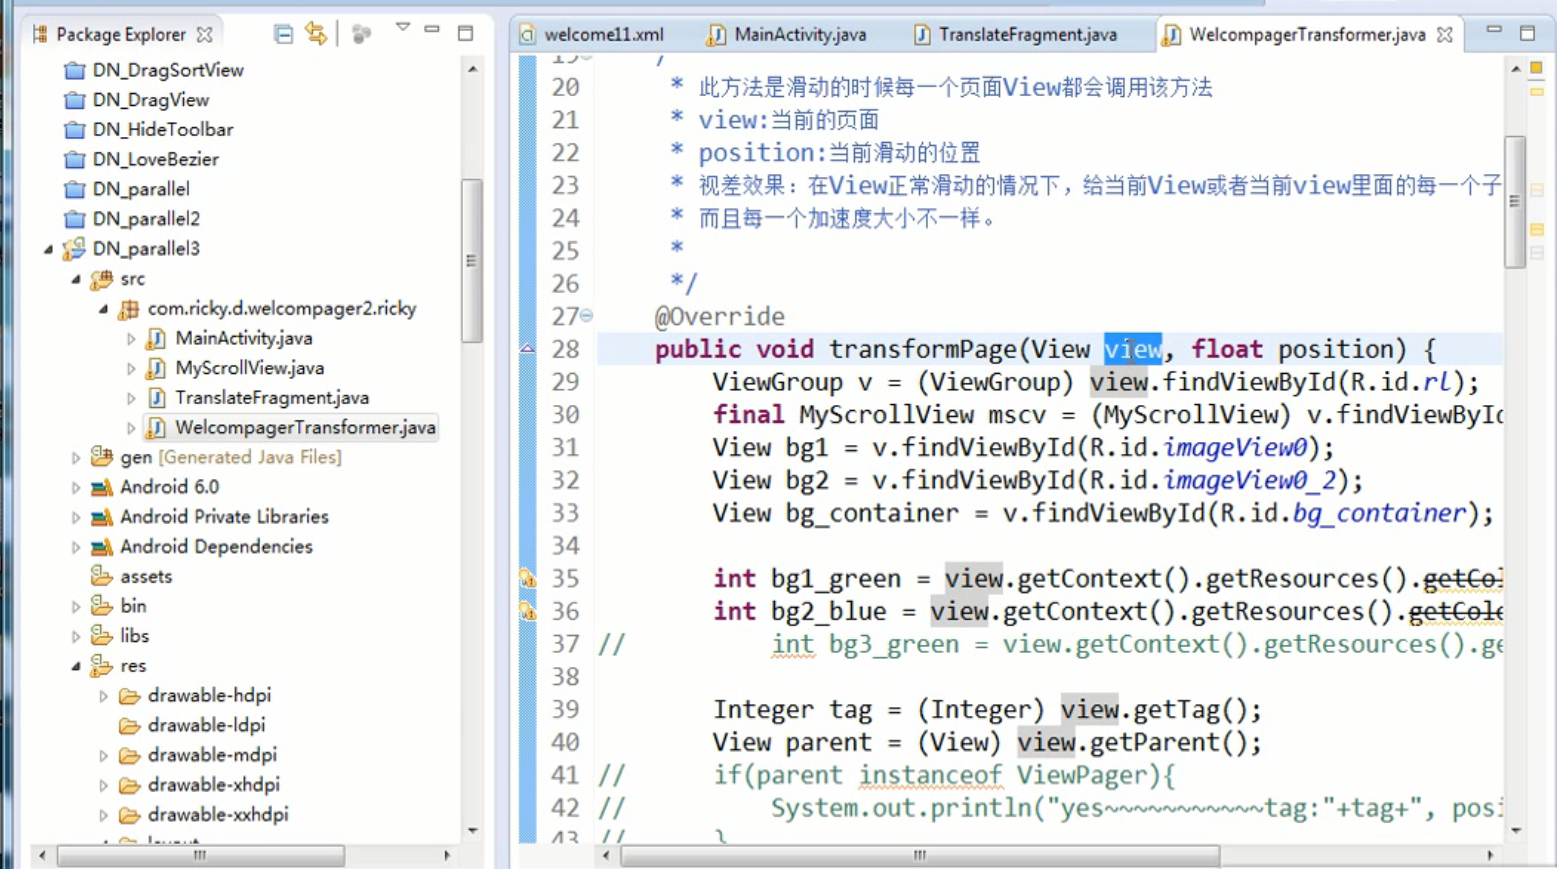 Package Explorer
DN_DragSortView
DN_DragView
DN_HideToolbar
DN_LoveBezier
DN_parallel
DN_parallel2
DN_parallel3
src
com.ricky.d.welcompager2.ricky
MainActivity.java
MyScrollView.java
TranslateFragment.java
WelcompagerTransformer.java
gen [Generated Java Files]
Android 6.0
Android Private Libraries
Android Dependencies
assets
bin
libs
res
drawable-hdpi
drawable-ldpi
drawable-mdpi
drawable-xhdpi
drawable-xxhdpi
welcome11.xml MainActivity.java TranslateFragment.java WelcompagerTransformer.java
20 * 此方法是滑动的时候每一个页面View都会调用该方法
21 * view:当前的页面
22 * position:当前滑动的位置
23 * 视差效果：在View正常滑动的情况下，给当前View或者当前view里面的每一个子
24 * 而且每一个加速度大小不一样。
25 *
26 */
27 @Override
28 public void transformPage(View view, float position) {
29 ViewGroup v = (ViewGroup) view.findViewById(R.id.rl);
30 final MyScrollView mscv = (MyScrollView) v.findViewById
31 View bg1 = v.findViewById(R.id.imageView0);
32 View bg2 = v.findViewById(R.id.imageView0_2);
33 View bg_container = v.findViewById(R.id.bg_container);
34
35 int bg1_green = view.getContext().getResources().getCol
36 int bg2_blue = view.getContext().getResources().getColo
37 // int bg3_green = view.getContext().getResources().ge
38
39 Integer tag = (Integer) view.getTag();
40 View parent = (View) view.getParent();
41 // if(parent instanceof ViewPager){
42 // System.out.println("yes~~~~~~~~~~~tag:"+tag+", posi
43 // }